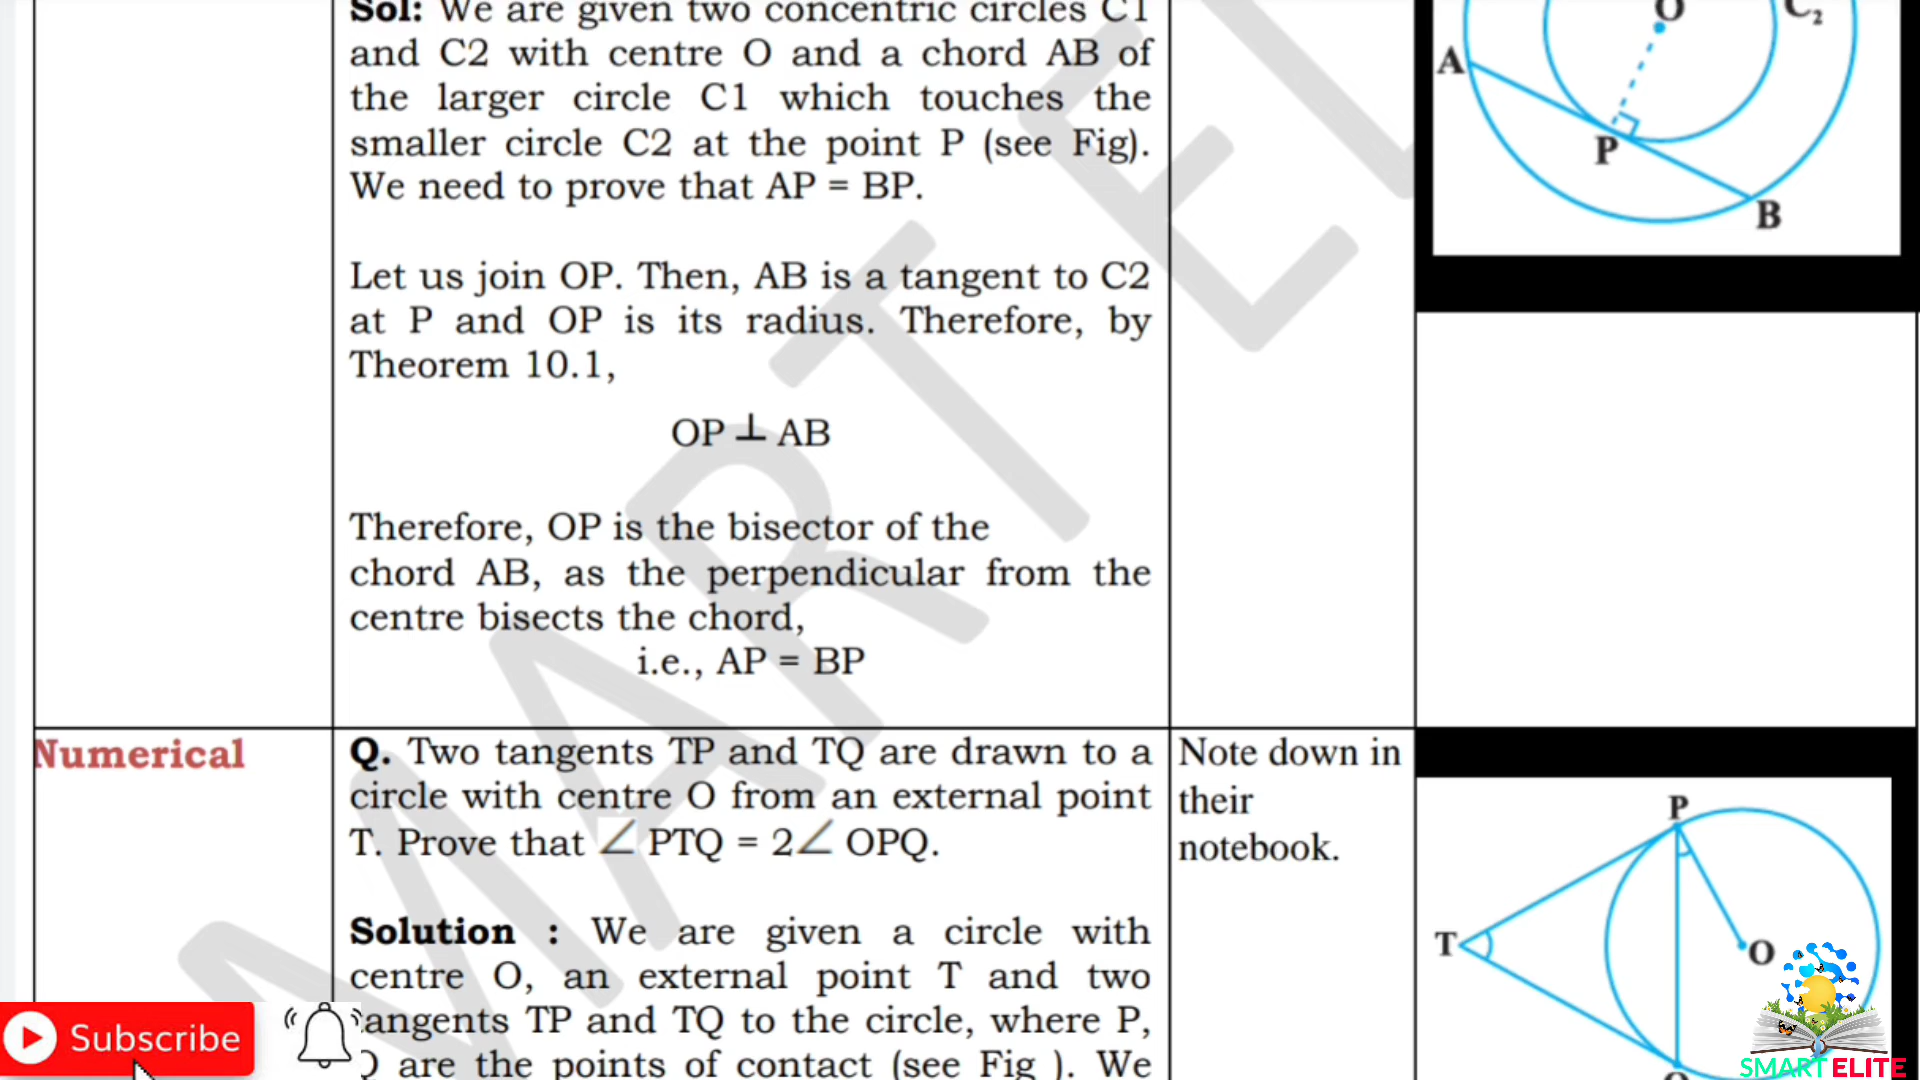 Sol: We are given two concentric circles C1
and C2 with centre O and a chord AB of
the larger circle C1 which touches the
smaller circle C2 at the point P (see Fig).
We need to prove that AP = BP.
Let us join OP. Then, AB is a tangent to C2
at P and OP is its radius. Therefore, by
Theorem 10.1,
OP ⊥ AB
Therefore, OP is the bisector of the
chord AB, as the perpendicular from the
centre bisects the chord,
i.e., AP = BP
O
C₂
A
P
B
Numerical
Q. Two tangents TP and TQ are drawn to a
circle with centre O from an external point
T. Prove that ∠ PTQ = 2∠ OPQ.
Solution : We are given a circle with
centre O, an external point T and two
tangents TP and TQ to the circle, where P,
Q are the points of contact (see Fig ). We
Note down in
their
notebook.
P
T
O
Q
Subscribe
SMART ELITE